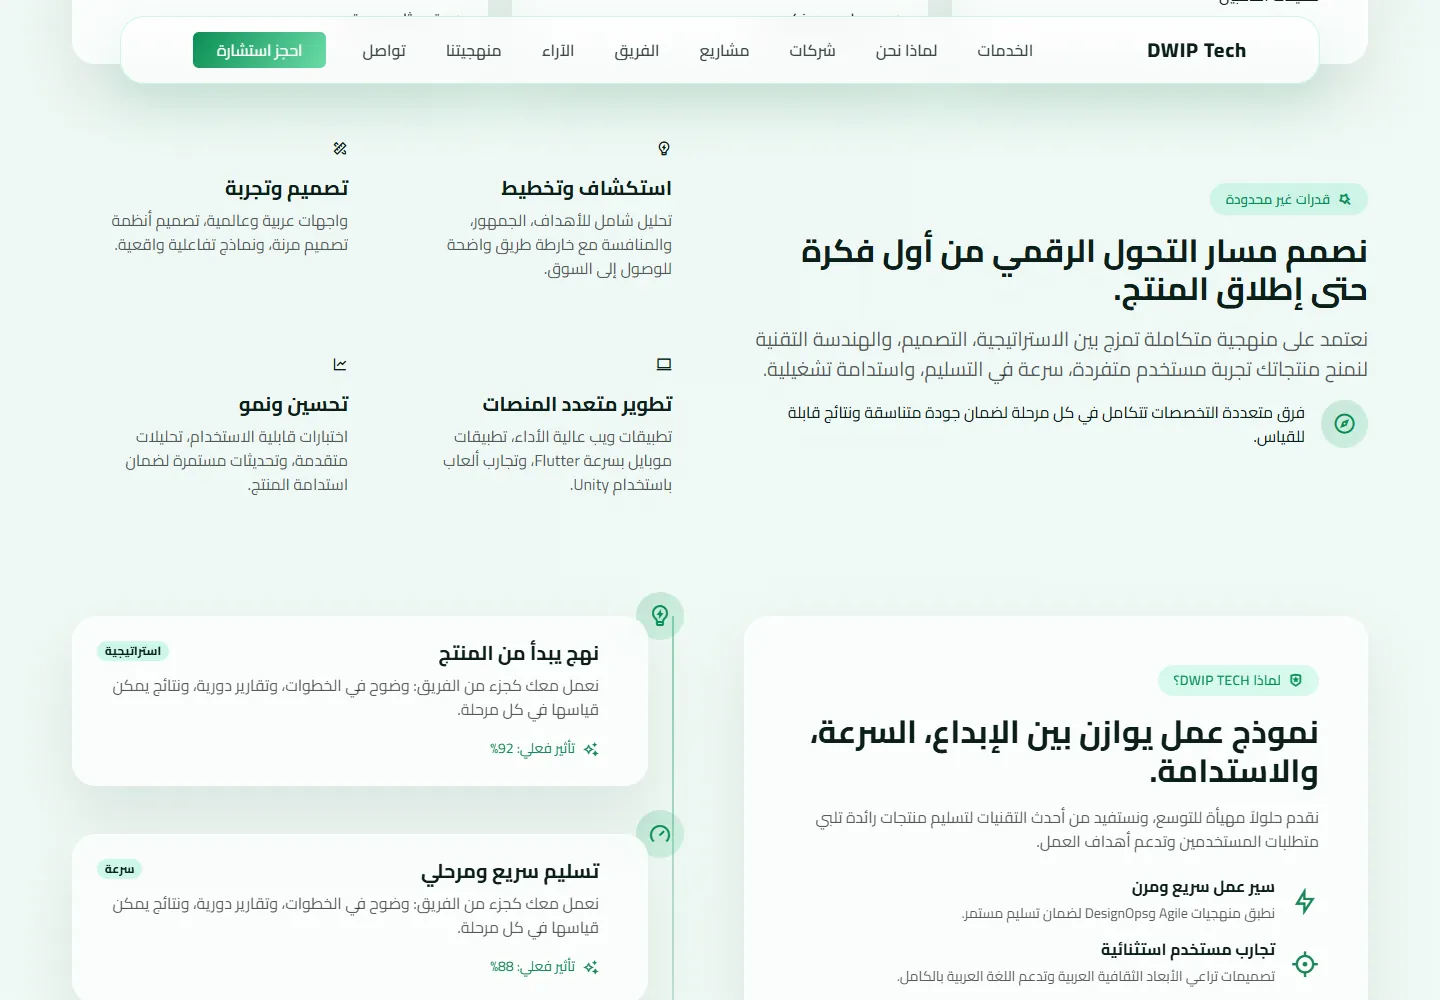 DWIP Tech
الخدمات
لماذا نحن
شركات
مشاريع
الفريق
الآراء
منهجيتنا
تواصل
احجز استشارة
قدرات غير محدودة
نصمم مسار التحول الرقمي من أول فكرة
حتى إطلاق المنتج.
نعتمد على منهجية متكاملة تمزج بين الاستراتيجية، التصميم، والهندسة التقنية
لنمنح منتجاتك تجربة مستخدم متفردة، سرعة في التسليم، واستدامة تشغيلية.
فرق متعددة التخصصات تتكامل في كل مرحلة لضمان جودة متناسقة ونتائج قابلة
للقياس.
استكشاف وتخطيط
تحليل شامل للأهداف، الجمهور،
والمنافسة مع خارطة طريق واضحة
للوصول إلى السوق.
تصميم وتجربة
واجهات عربية وعالمية، تصميم أنظمة
تصميم مرنة، ونماذج تفاعلية واقعية.
تطوير متعدد المنصات
تطبيقات ويب عالية الأداء، تطبيقات
موبايل بسرعة Flutter، وتجارب ألعاب
باستخدام Unity.
تحسين ونمو
اختبارات قابلية الاستخدام، تحليلات
متقدمة، وتحديثات مستمرة لضمان
استدامة المنتج.
لماذا DWIP TECH؟
نموذج عمل يوازن بين الإبداع، السرعة،
والاستدامة.
نقدم حلولاً مهيأة للتوسع، ونستفيد من أحدث التقنيات لتسليم منتجات رائدة تلبي
متطلبات المستخدمين وتدعم أهداف العمل.
سير عمل سريع ومرن
نطبق منهجيات Agile وDesignOps لضمان تسليم مستمر.
تجارب مستخدم استثنائية
تصميمات تراعي الأبعاد الثقافية العربية وتدعم اللغة العربية بالكامل.
نهج يبدأ من المنتج
استراتيجية
نعمل معك كجزء من الفريق: وضوح في الخطوات، وتقارير دورية، ونتائج يمكن
قياسها في كل مرحلة.
تأثير فعلي: 92%
تسليم سريع ومرحلي
سرعة
نعمل معك كجزء من الفريق: وضوح في الخطوات، وتقارير دورية، ونتائج يمكن
قياسها في كل مرحلة.
تأثير فعلي: 88%